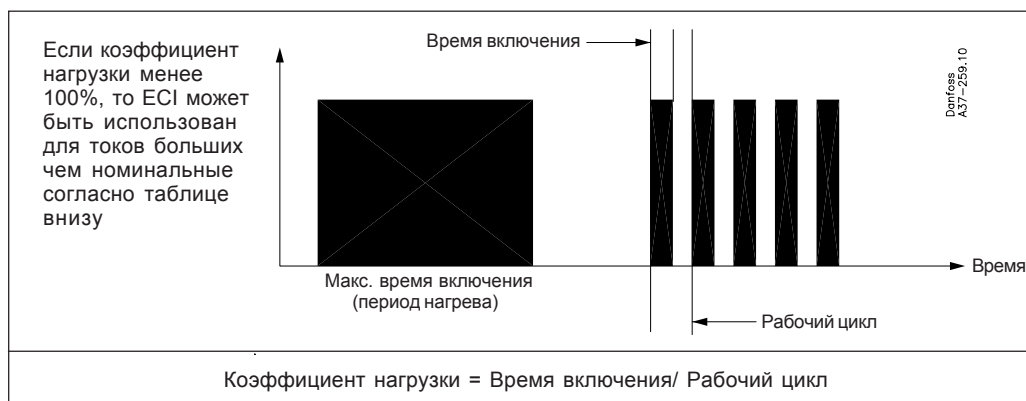 Если коэффициент
нагрузки менее
100%, то ECI может
быть использован
для токов больших
чем номинальные
согласно таблице
внизу
Время включения
Danfoss
A37-259.10
Макс. время включения
(период нагрева)
Время
Рабочий цикл
Коэффициент нагрузки = Время включения/ Рабочий цикл